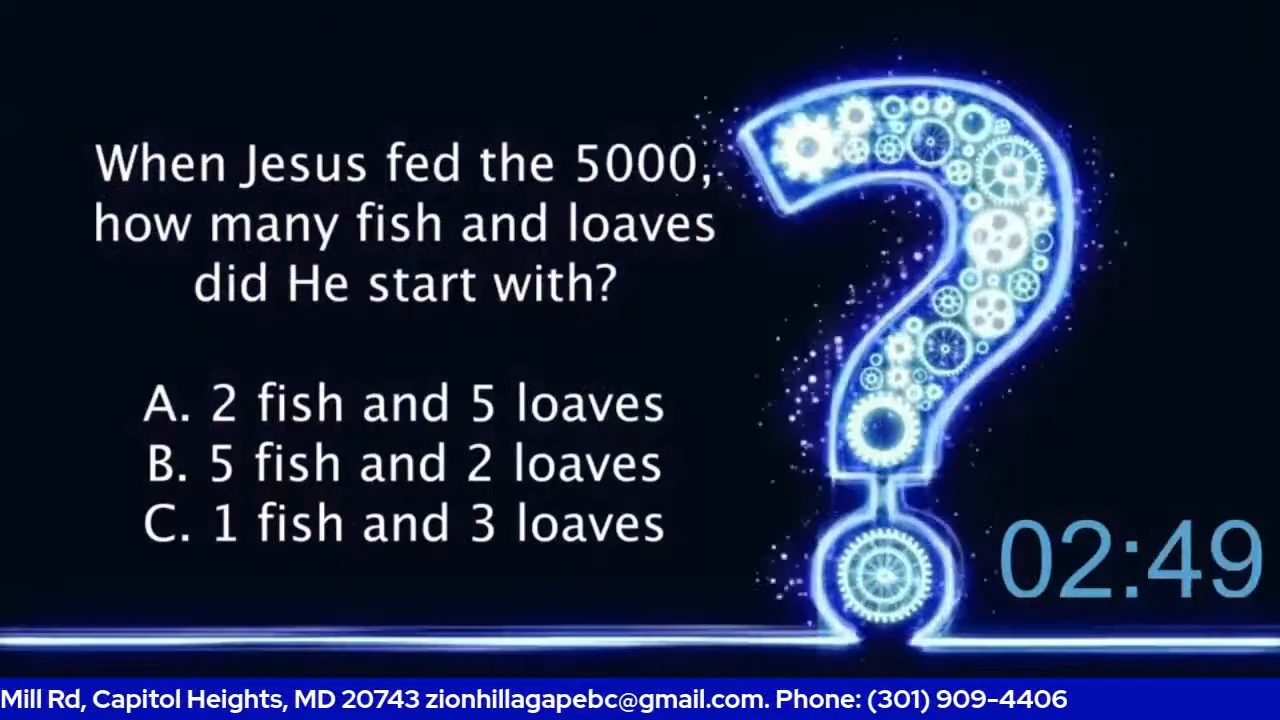 When Jesus fed the 5000,
how many fish and loaves
did He start with?
A. 2 fish and 5 loaves
B. 5 fish and 2 loaves
C. 1 fish and 3 loaves
02:49
Mill Rd, Capitol Heights, MD 20743 zionhillagapebc@gmail.com. Phone: (301) 909-4406